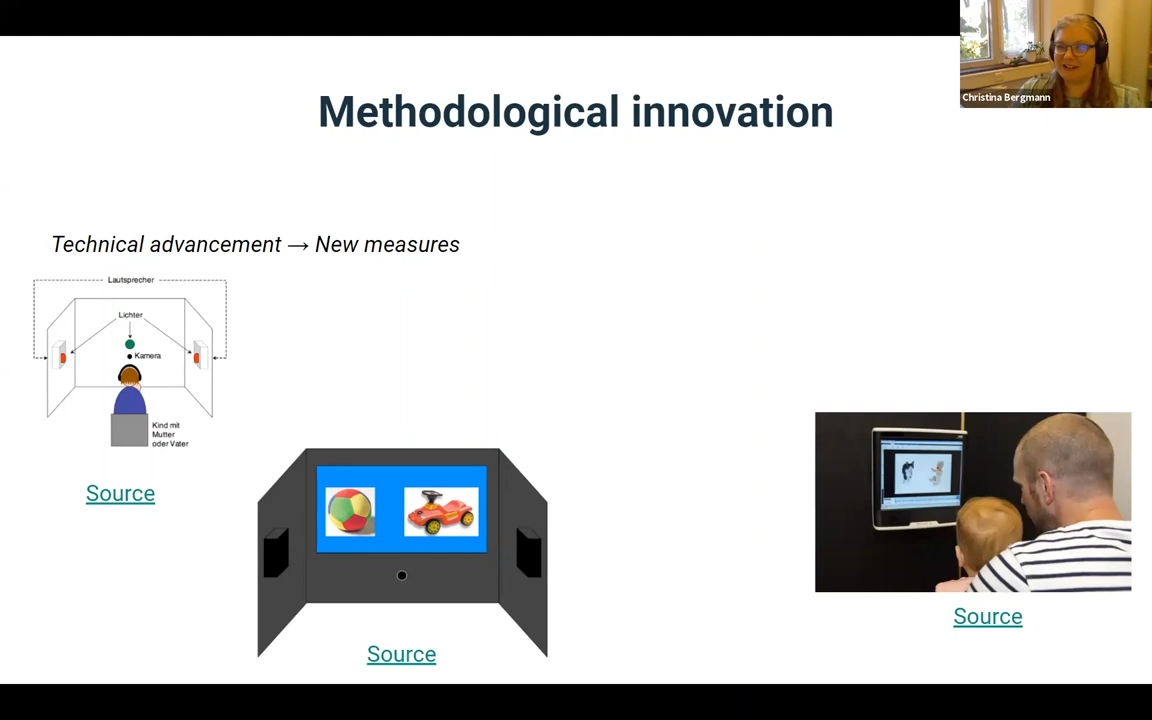 Christina Bergmann
Methodological innovation
Technical advancement → New measures
Lautsprecher
Lichter
Kamera
Kind mit
Mutter
oder Vater
Source
Source
Source